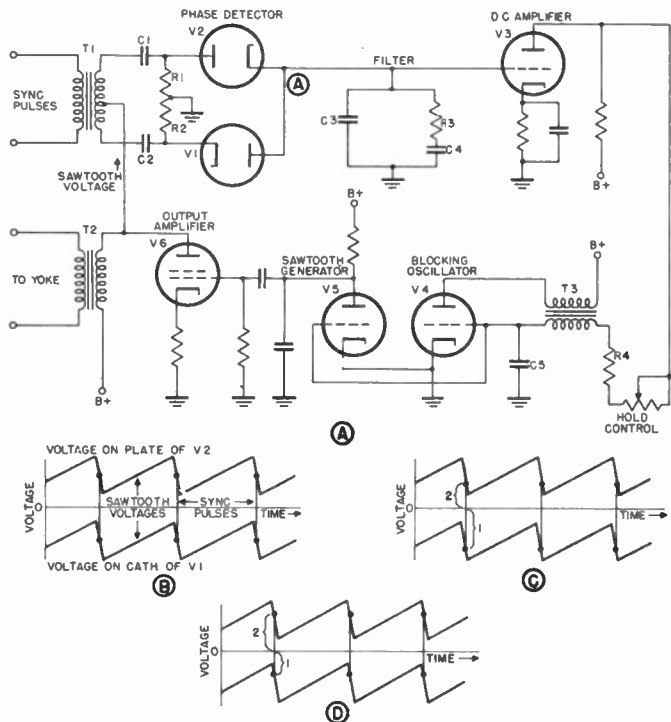 PHASE DETECTOR
V2
DC AMPLIFIER
V3
T1
C1
R1
SYNC PULSES
R2
C2
V1
A
FILTER
C3
R3
C4
B+
SAWTOOTH VOLTAGE
T2
TO YOKE
B+
OUTPUT AMPLIFIER
V6
B+
SAWTOOTH GENERATOR
V5
BLOCKING OSCILLATOR
V4
B+
T3
C5
R4
HOLD CONTROL
A
VOLTAGE ON PLATE OF V2
VOLTAGE
0
SAWTOOTH VOLTAGES
SYNC PULSES
TIME
VOLTAGE ON CATH. OF V1
B
VOLTAGE
0
2
1
TIME
C
VOLTAGE
0
2
1
TIME
D